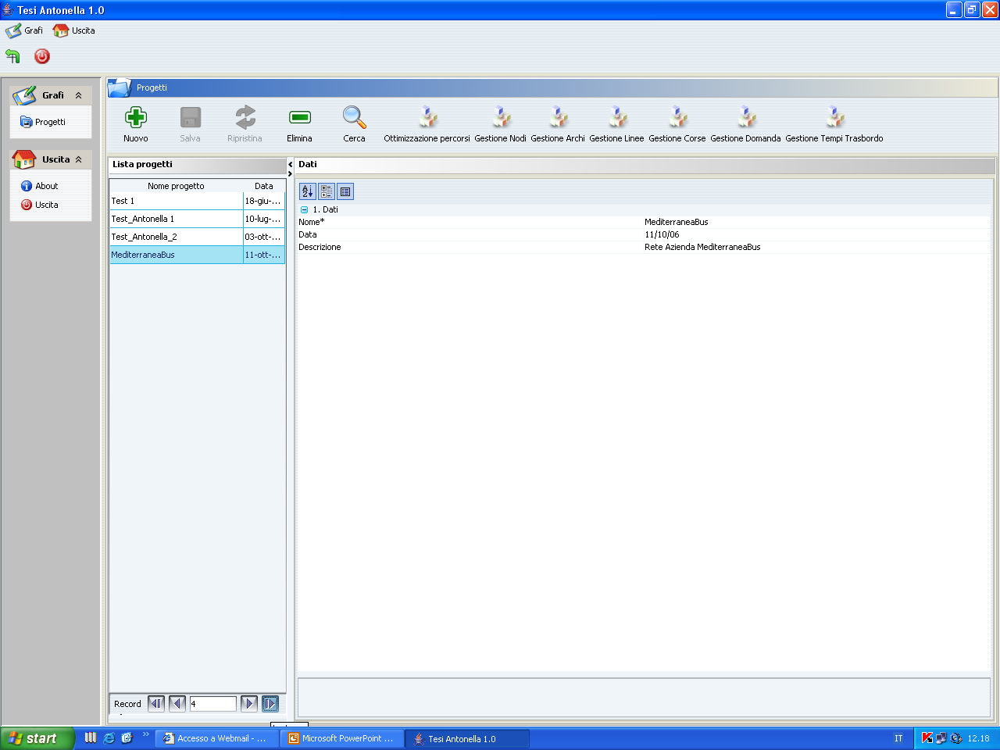 Tesi Antonella 1.0
Grafi Uscita
Grafi
Progetti
Uscita
About
Uscita
Progetti
Nuovo Salva Ripristina Elimina Cerca Ottimizzazione percorsi Gestione Nodi Gestione Archi Gestione Linee Gestione Corse Gestione Domanda Gestione Tempi Trasbordo
Lista progetti
Nome progetto Data
Test 1 18-giu-...
Test_Antonella 1 10-lug-...
Test_Antonella_2 03-ott-...
MediterraneaBus 11-ott-...
Record 4
Dati
1. Dati
Nome* MediterraneaBus
Data 11/10/06
Descrizione Rete Azienda MediterraneaBus
start Accesso a Webmail - ... Microsoft PowerPoint ... Tesi Antonella 1.0 IT 12.18